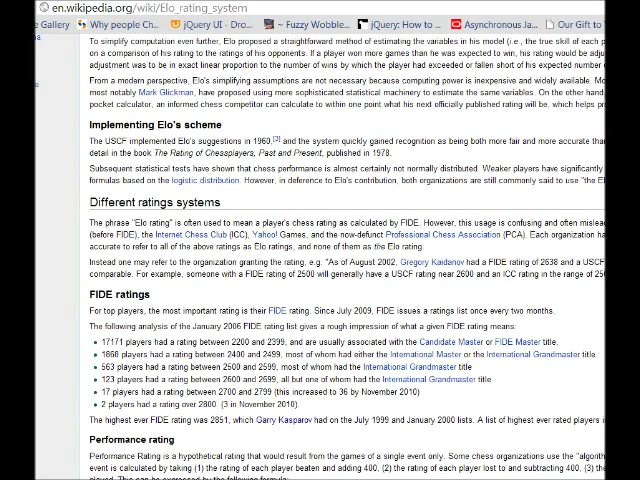 en.wikipedia.org/wiki/Elo_rating_system
e Gallery Why people Ch... jQuery UI - Dro... ~ Fuzzy Wobble... jQuery: How to ... Asynchronous Ja... Our Gift to
To simplify computation even further, Elo proposed a straightforward method of estimating the variables in his model (i.e., the true skill of each p
on a comparison of his rating to the ratings of his opponents. If a player won more games than he was expected to win, his rating would be adju
adjustment was to be in exact linear proportion to the number of wins by which the player had exceeded or fallen short of his expected number
From a modern perspective, Elo's simplifying assumptions are not necessary because computing power is inexpensive and widely available. Mo
most notably Mark Glickman, have proposed using more sophisticated statistical machinery to estimate the same variables. On the other hand,
pocket calculator, an informed chess competitor can calculate to within one point what his next officially published rating will be, which helps pr
Implementing Elo's scheme
The USCF implemented Elo's suggestions in 1960,[3] and the system quickly gained recognition as being both more fair and more accurate tha
detail in the book The Rating of Chessplayers, Past and Present, published in 1978.
Subsequent statistical tests have shown that chess performance is almost certainly not normally distributed. Weaker players have significantly
formulas based on the logistic distribution. However, in deference to Elo's contribution, both organizations are still commonly said to use "the E
Different ratings systems
The phrase "Elo rating" is often used to mean a player's chess rating as calculated by FIDE. However, this usage is confusing and often mislea
(before FIDE), the Internet Chess Club (ICC), Yahoo! Games, and the now-defunct Professional Chess Association (PCA). Each organization ha
accurate to refer to all of the above ratings as Elo ratings, and none of them as the Elo rating.
Instead one may refer to the organization granting the rating, e.g. "As of August 2002, Gregory Kaidanov had a FIDE rating of 2638 and a USCF
comparable. For example, someone with a FIDE rating of 2500 will generally have a USCF rating near 2600 and an ICC rating in the range of 250
FIDE ratings
For top players, the most important rating is their FIDE rating. Since July 2009, FIDE issues a ratings list once every two months.
The following analysis of the January 2006 FIDE rating list gives a rough impression of what a given FIDE rating means:
• 17171 players had a rating between 2200 and 2399, and are usually associated with the Candidate Master or FIDE Master title.
• 1868 players had a rating between 2400 and 2499, most of whom had either the International Master or the International Grandmaster title.
• 563 players had a rating between 2500 and 2599, most of whom had the International Grandmaster title
• 123 players had a rating between 2600 and 2699, all but one of whom had the International Grandmaster title
• 17 players had a rating between 2700 and 2799 (this increased to 36 by November 2010)
• 2 players had a rating over 2800. (3 in November 2010).
The highest ever FIDE rating was 2851, which Garry Kasparov had on the July 1999 and January 2000 lists. A list of highest ever rated players i
Performance rating
Performance Rating is a hypothetical rating that would result from the games of a single event only. Some chess organizations use the "algorith
event is calculated by taking (1) the rating of each player beaten and adding 400, (2) the rating of each player lost to and subtracting 400, (3) th
played. This can be expressed by the following formula: